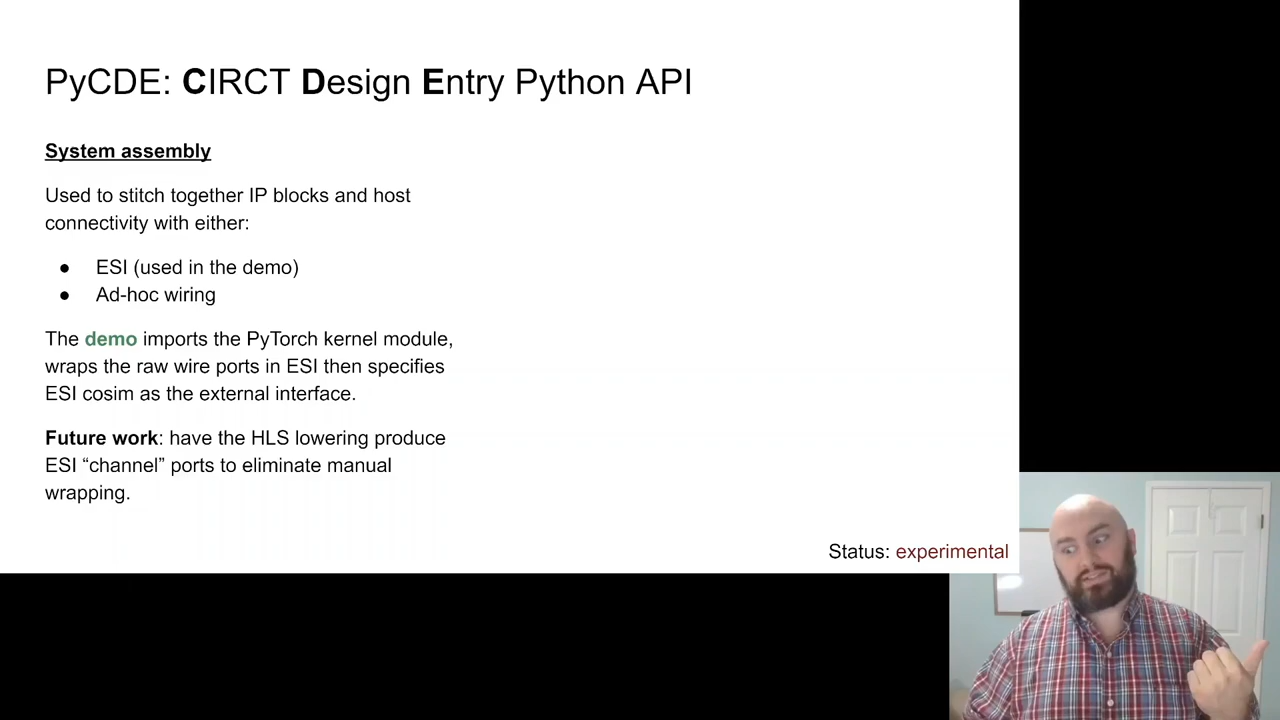 PyCDE: CIRCT Design Entry Python API
System assembly
Used to stitch together IP blocks and host
connectivity with either:
● ESI (used in the demo)
● Ad-hoc wiring
The demo imports the PyTorch kernel module,
wraps the raw wire ports in ESI then specifies
ESI cosim as the external interface.
Future work: have the HLS lowering produce
ESI “channel” ports to eliminate manual
wrapping.
Status: experimental